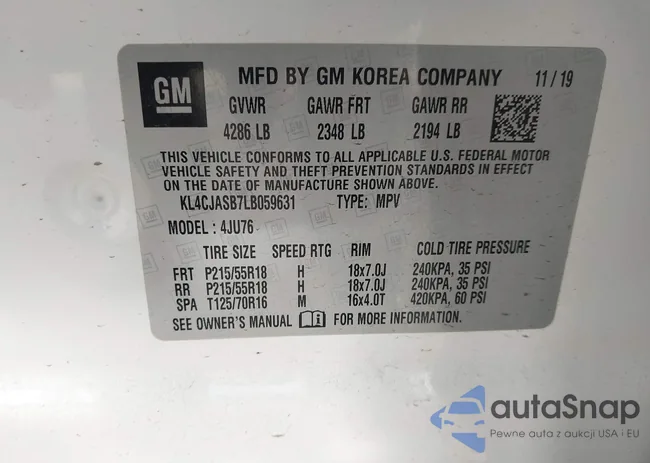 GM
MFD BY GM KOREA COMPANY 11/19
GVWR GAWR FRT GAWR RR
4286 LB 2348 LB 2194 LB
THIS VEHICLE CONFORMS TO ALL APPLICABLE U.S. FEDERAL MOTOR
VEHICLE SAFETY AND THEFT PREVENTION STANDARDS IN EFFECT ON
THE DATE OF MANUFACTURE SHOWN ABOVE.
KL4CJASB7LB059631 TYPE: MPV
MODEL : 4JU76
TIRE SIZE SPEED RTG RIM COLD TIRE PRESSURE
FRT P215/55R18 H 18x7.0J 240KPA, 35 PSI
RR P215/55R18 H 18x7.0J 240KPA, 35 PSI
SPA T125/70R16 M 16x4.0T 420KPA, 60 PSI
SEE OWNER'S MANUAL FOR MORE INFORMATION.
autaSnap
Pewne auta z aukcji USA i EU